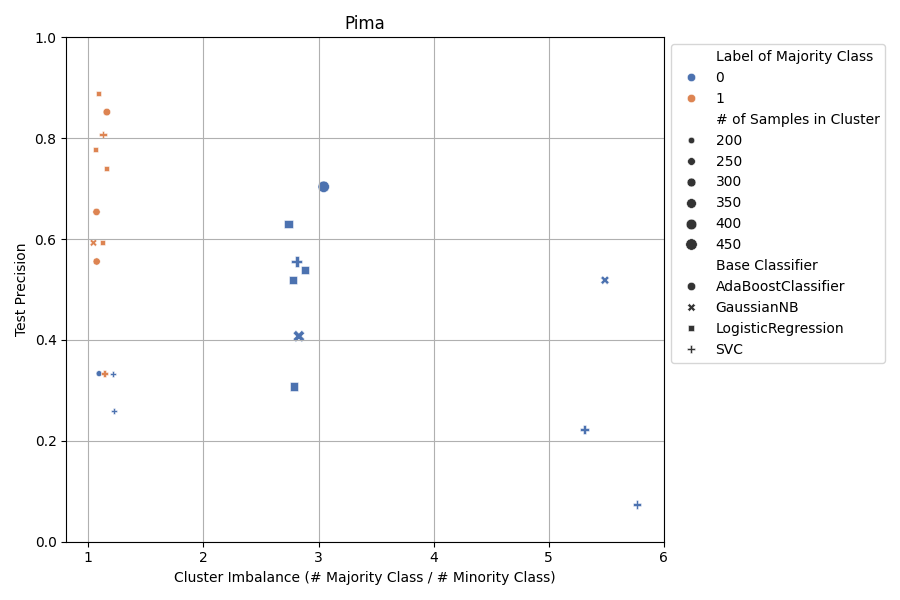 Pima
1.0
0.8
0.6
0.4
0.2
0.0
Test Precision
1
2
3
4
5
6
Cluster Imbalance (# Majority Class / # Minority Class)
Label of Majority Class
0
1
# of Samples in Cluster
200
250
300
350
400
450
Base Classifier
AdaBoostClassifier
GaussianNB
LogisticRegression
SVC